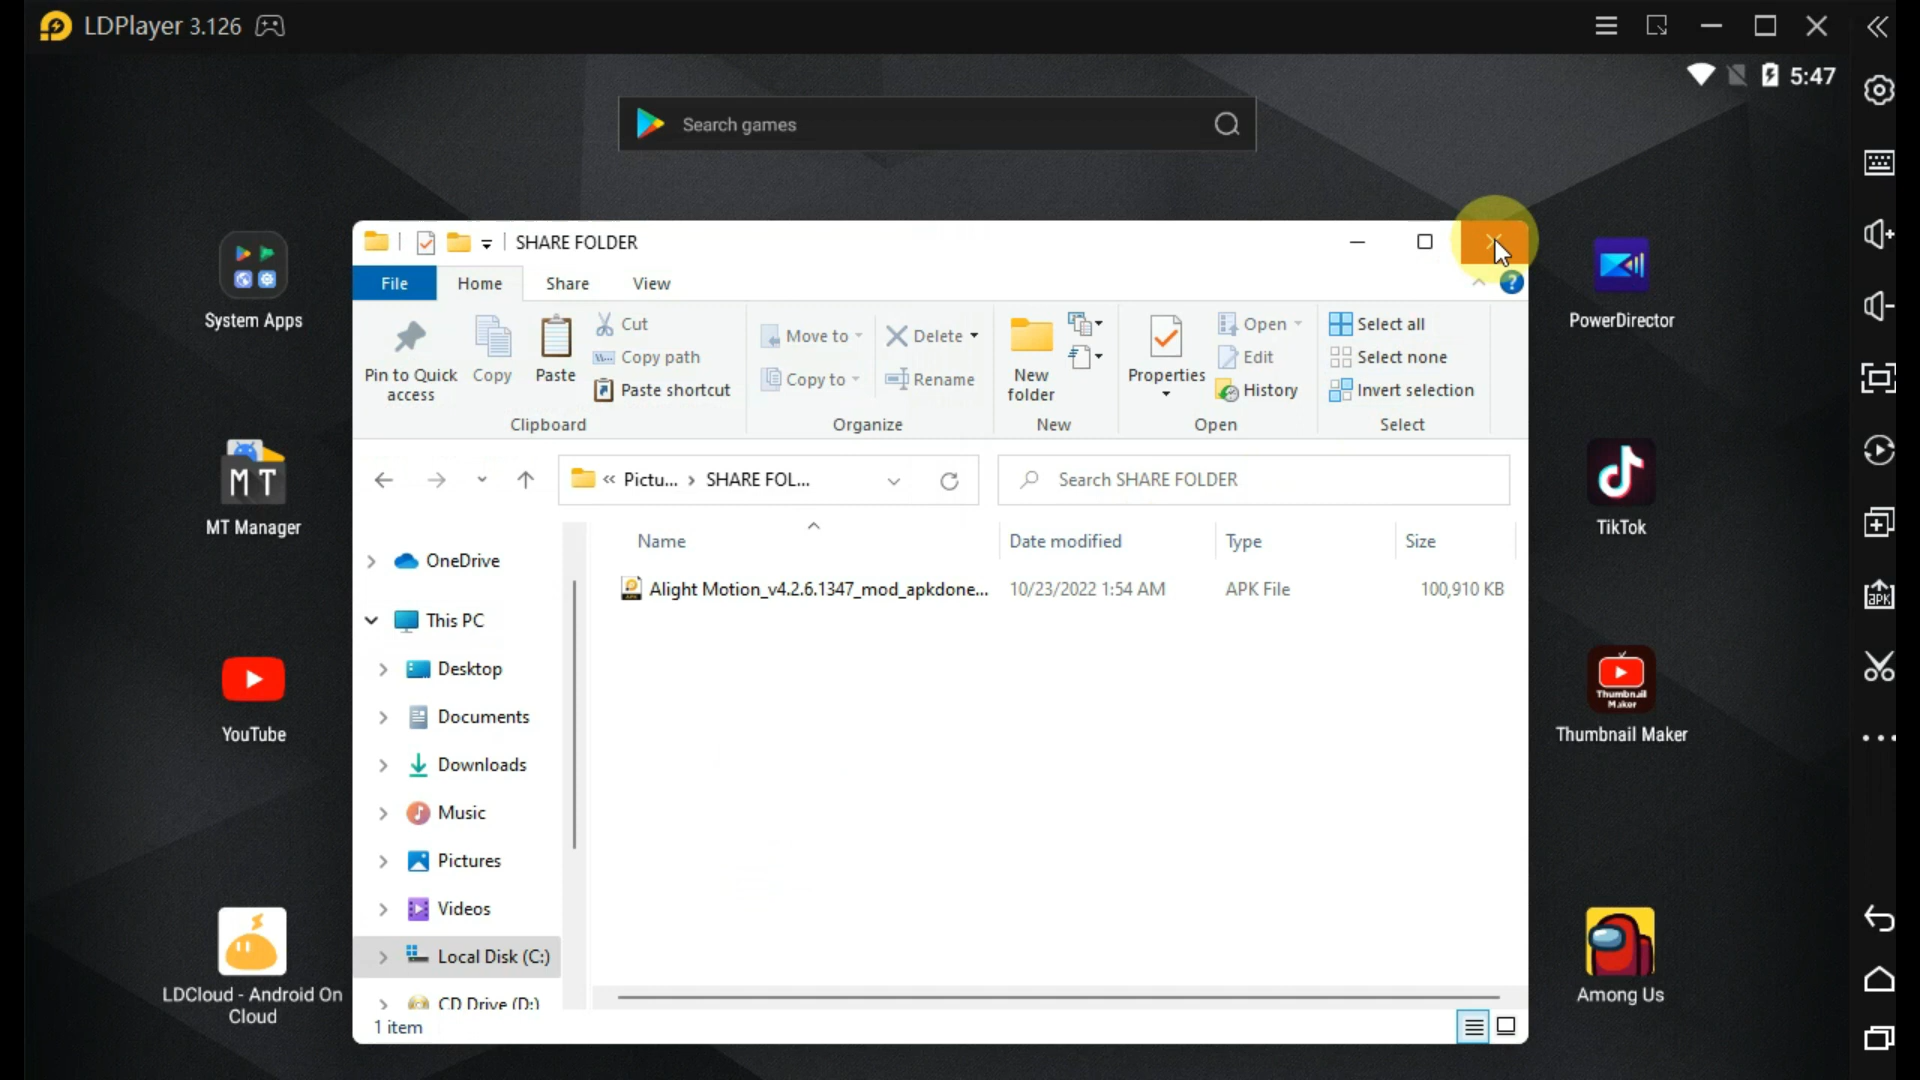 LDPlayer 3.126
5:47
Search games
SHARE FOLDER
File Home Share View
Pin to Quick access
Copy
Paste
Cut
Copy path
Paste shortcut
Clipboard
Move to
Copy to
Delete
Rename
Organize
New folder
New
Properties
Open
Edit
History
Open
Select all
Select none
Invert selection
Select
« Pictu... › SHARE FOL...
Search SHARE FOLDER
Name Date modified Type Size
Alight Motion_v4.2.6.1347_mod_apkdone... 10/23/2022 1:54 AM APK File 100,910 KB
OneDrive
This PC
Desktop
Documents
Downloads
Music
Pictures
Videos
Local Disk (C:)
CD Drive (D:)
1 item
System Apps
MT
MT Manager
YouTube
LDCloud - Android On
Cloud
PowerDirector
TikTok
Thumbnail
Maker
Thumbnail Maker
Among Us
APK